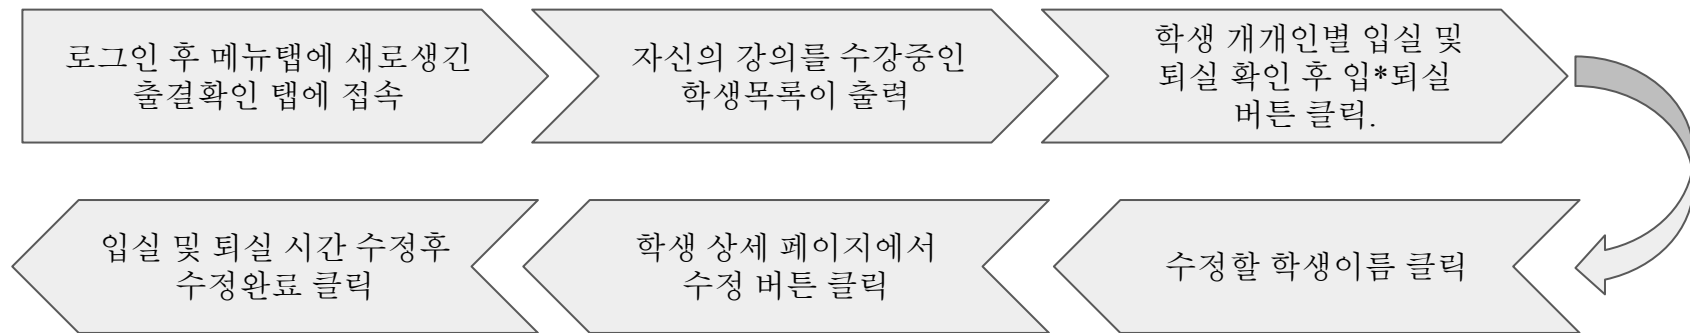 로그인 후 메뉴탭에 새로생긴
출결확인 탭에 접속
자신의 강의를 수강중인
학생목록이 출력
학생 개개인별 입실 및
퇴실 확인 후 입*퇴실
버튼 클릭.
수정할 학생이름 클릭
학생 상세 페이지에서
수정 버튼 클릭
입실 및 퇴실 시간 수정후
수정완료 클릭